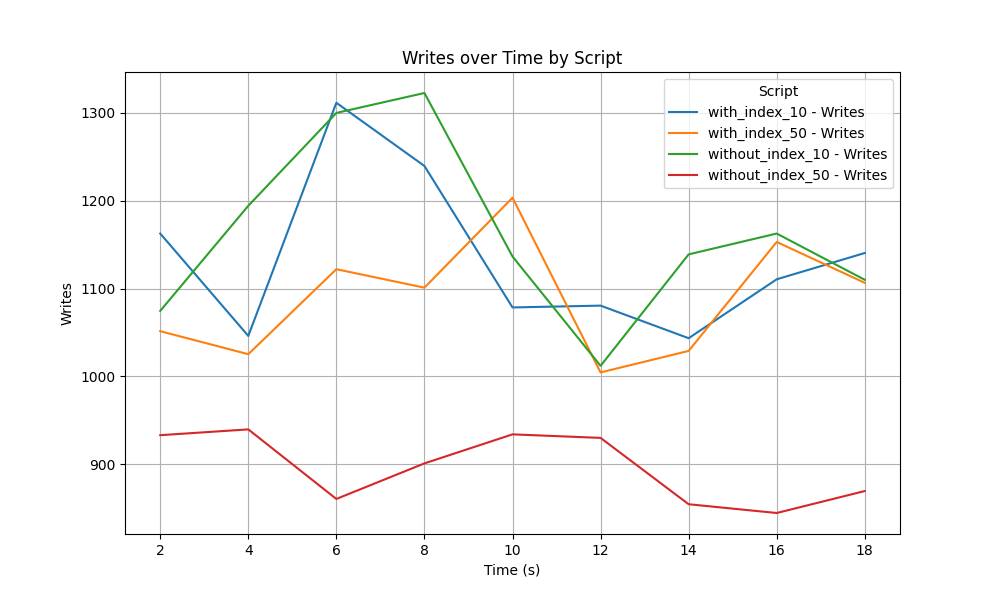 Writes over Time by Script
Script
with_index_10 - Writes
with_index_50 - Writes
without_index_10 - Writes
without_index_50 - Writes
Writes
1300
1200
1100
1000
900
2 4 6 8 10 12 14 16 18
Time (s)